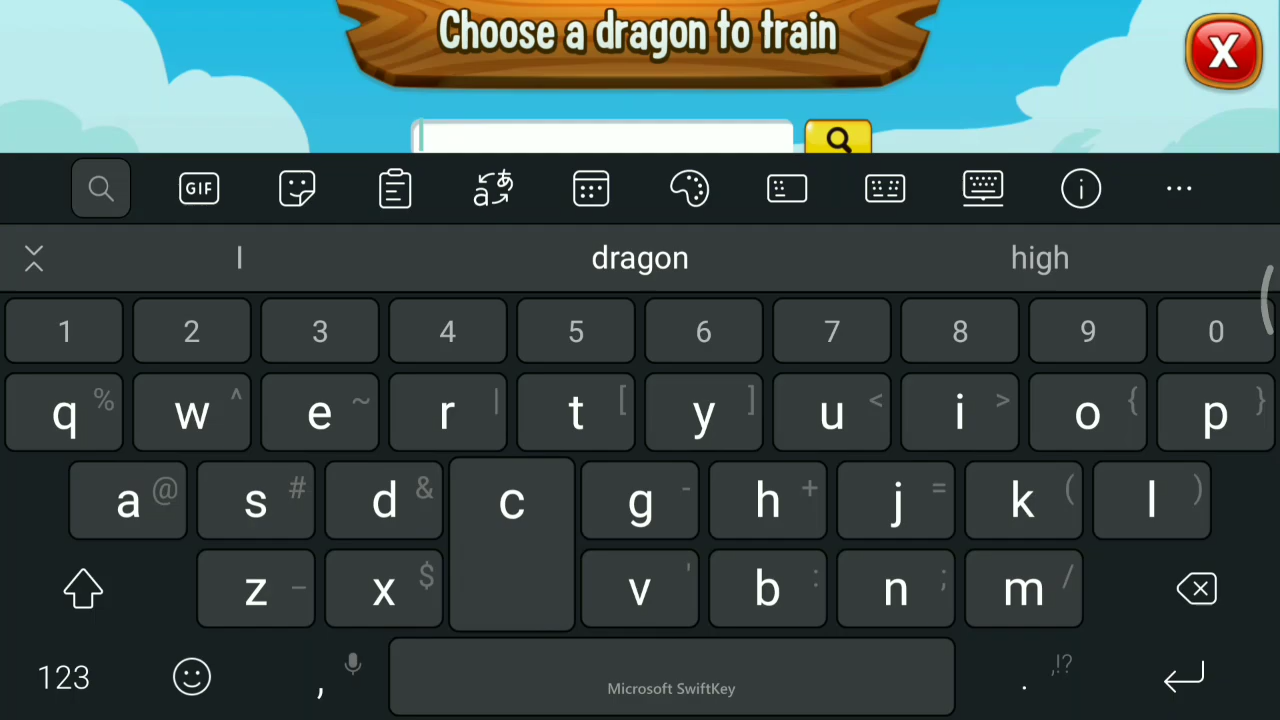 Choose a dragon to train
X
GIF
a あ
I dragon high
1 2 3 4 5 6 7 8 9 0
q % w ^ e ~ r | t [ y ] u < i > o { p }
a @ s # d & c g - h + j = k ( l )
z _ x $ v ' b : n ; m /
123 , Microsoft SwiftKey . ,!?